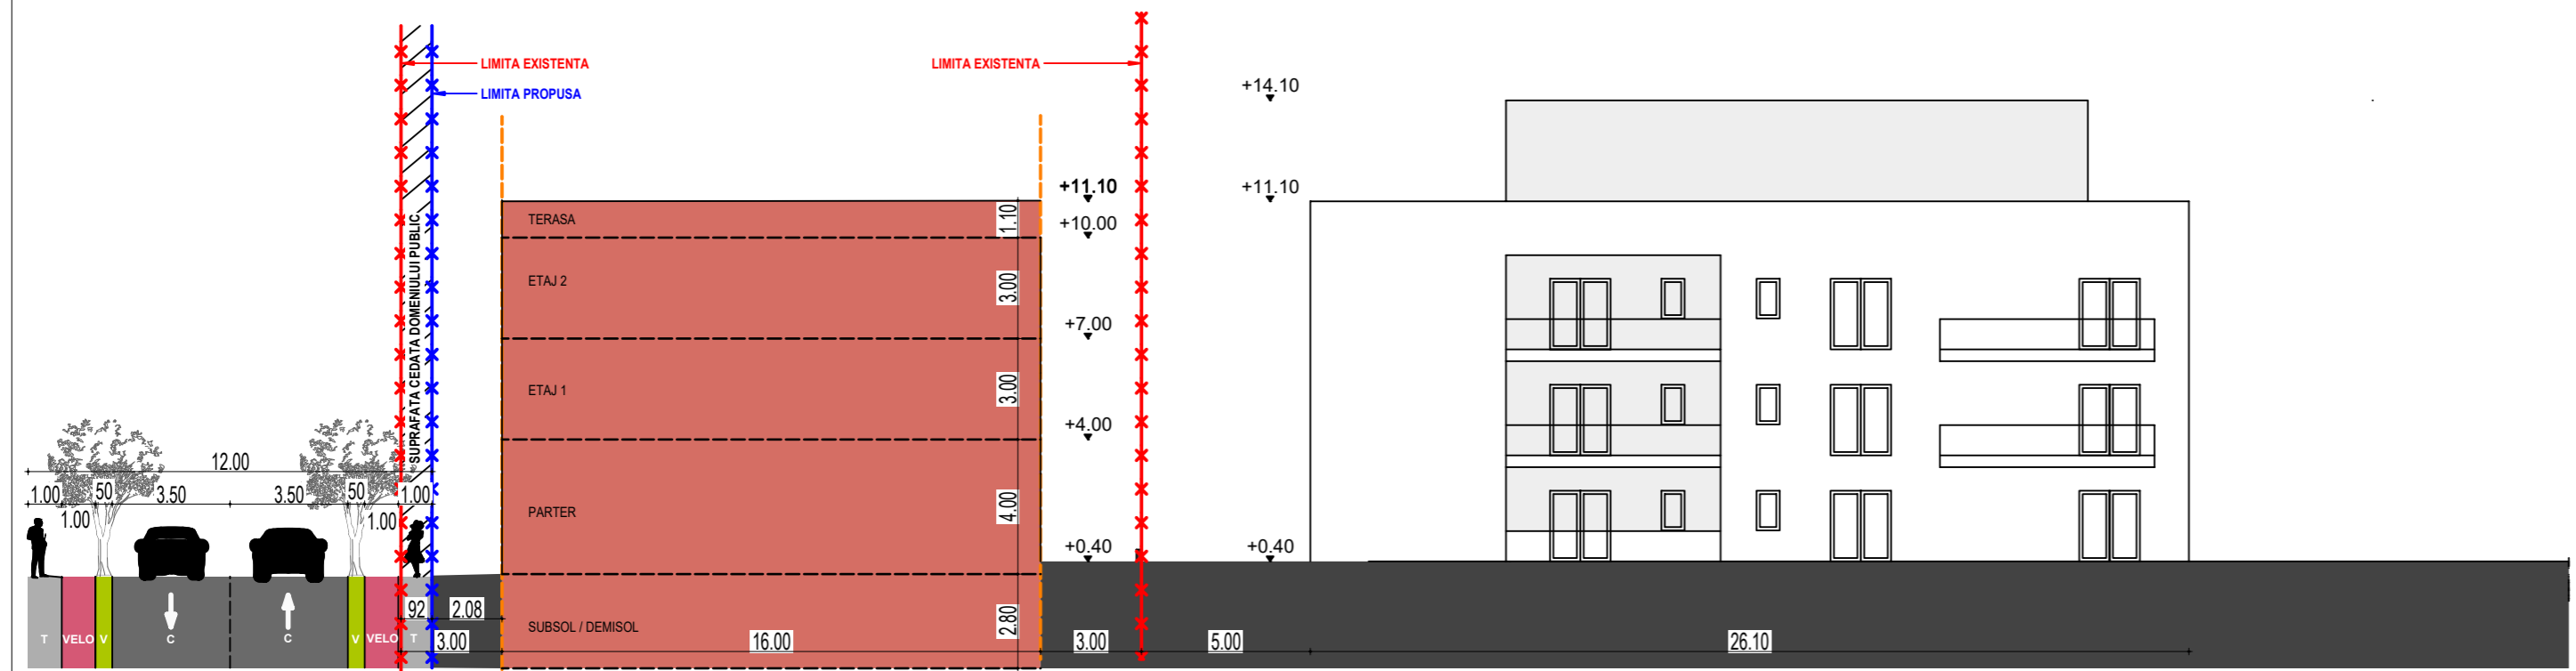 LIMITA EXISTENTA
LIMITA PROPUSA
LIMITA EXISTENTA
SUPRAFATA CEDATA DOMENIULUI PUBLIC
+14.10
+11.10
+11.10
+10.00
TERASA
1.10
ETAJ 2
3.00
+7.00
ETAJ 1
3.00
+4.00
PARTER
4.00
+0.40
+0.40
12.00
1.00
50
3.50
3.50
50
1.00
1.00
1.00
92
2.08
T
VELO
V
C
C
V
VELO
T
3.00
SUBSOL / DEMISOL
2.80
16.00
3.00
5.00
26.10